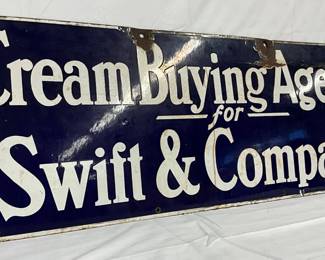 Cream Buying Age
for
Swift & Compa